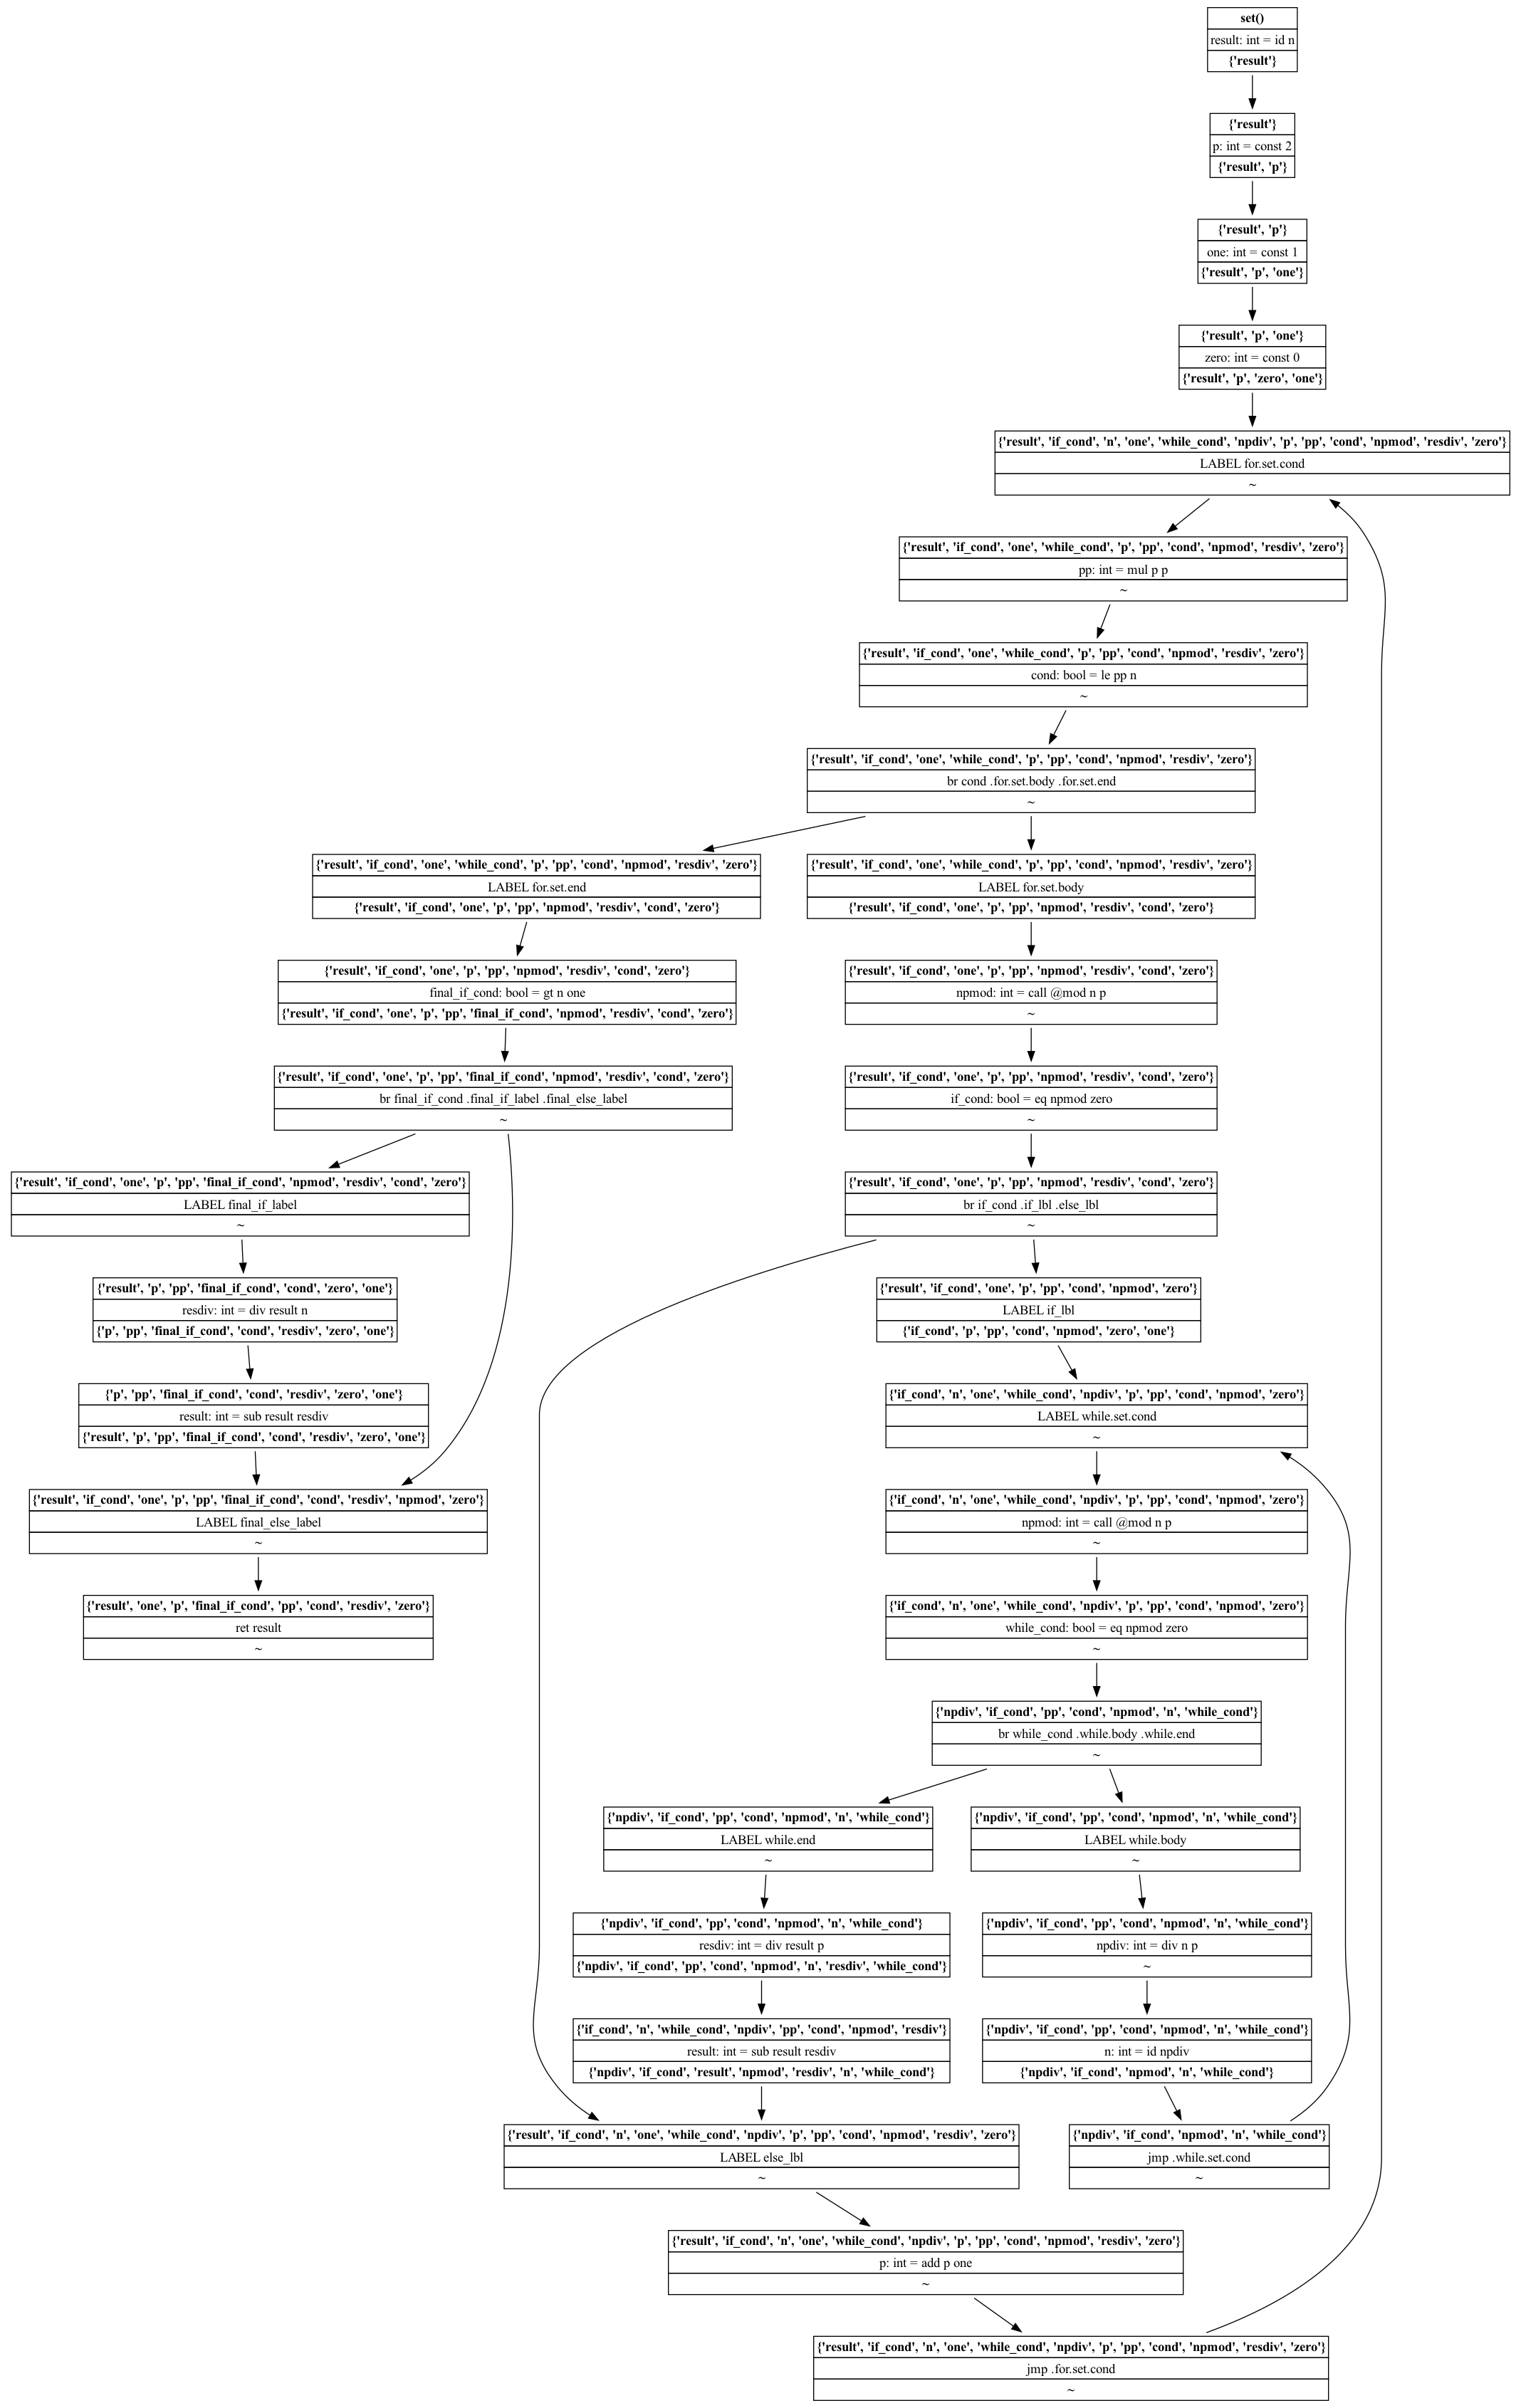 set()
result: int = id n
{'result'}
{'result'}
p: int = const 2
{'result', 'p'}
{'result', 'p'}
one: int = const 1
{'result', 'p', 'one'}
{'result', 'p', 'one'}
zero: int = const 0
{'result', 'p', 'zero', 'one'}
{'result', 'if_cond', 'n', 'one', 'while_cond', 'npdiv', 'p', 'pp', 'cond', 'npmod', 'resdiv', 'zero'}
LABEL for.set.cond
~
{'result', 'if_cond', 'one', 'while_cond', 'p', 'pp', 'cond', 'npmod', 'resdiv', 'zero'}
pp: int = mul p p
~
{'result', 'if_cond', 'one', 'while_cond', 'p', 'pp', 'cond', 'npmod', 'resdiv', 'zero'}
cond: bool = le pp n
~
{'result', 'if_cond', 'one', 'while_cond', 'p', 'pp', 'cond', 'npmod', 'resdiv', 'zero'}
br cond .for.set.body .for.set.end
~
{'result', 'if_cond', 'one', 'while_cond', 'p', 'pp', 'cond', 'npmod', 'resdiv', 'zero'}
LABEL for.set.end
{'result', 'if_cond', 'one', 'p', 'pp', 'npmod', 'resdiv', 'cond', 'zero'}
{'result', 'if_cond', 'one', 'while_cond', 'p', 'pp', 'cond', 'npmod', 'resdiv', 'zero'}
LABEL for.set.body
{'result', 'if_cond', 'one', 'p', 'pp', 'npmod', 'resdiv', 'cond', 'zero'}
{'result', 'if_cond', 'one', 'p', 'pp', 'npmod', 'resdiv', 'cond', 'zero'}
final_if_cond: bool = gt n one
{'result', 'if_cond', 'one', 'p', 'pp', 'final_if_cond', 'npmod', 'resdiv', 'cond', 'zero'}
{'result', 'if_cond', 'one', 'p', 'pp', 'npmod', 'resdiv', 'cond', 'zero'}
npmod: int = call @mod n p
~
{'result', 'if_cond', 'one', 'p', 'pp', 'final_if_cond', 'npmod', 'resdiv', 'cond', 'zero'}
br final_if_cond .final_if_label .final_else_label
~
{'result', 'if_cond', 'one', 'p', 'pp', 'npmod', 'resdiv', 'cond', 'zero'}
if_cond: bool = eq npmod zero
~
{'result', 'if_cond', 'one', 'p', 'pp', 'final_if_cond', 'npmod', 'resdiv', 'cond', 'zero'}
LABEL final_if_label
~
{'result', 'if_cond', 'one', 'p', 'pp', 'npmod', 'resdiv', 'cond', 'zero'}
br if_cond .if_lbl .else_lbl
~
{'result', 'p', 'pp', 'final_if_cond', 'cond', 'zero', 'one'}
resdiv: int = div result n
{'p', 'pp', 'final_if_cond', 'cond', 'resdiv', 'zero', 'one'}
{'result', 'if_cond', 'one', 'p', 'pp', 'cond', 'npmod', 'zero'}
LABEL if_lbl
{'if_cond', 'p', 'pp', 'cond', 'npmod', 'zero', 'one'}
{'p', 'pp', 'final_if_cond', 'cond', 'resdiv', 'zero', 'one'}
result: int = sub result resdiv
{'result', 'p', 'pp', 'final_if_cond', 'cond', 'resdiv', 'zero', 'one'}
{'if_cond', 'n', 'one', 'while_cond', 'npdiv', 'p', 'pp', 'cond', 'npmod', 'zero'}
LABEL while.set.cond
~
{'result', 'if_cond', 'one', 'p', 'pp', 'final_if_cond', 'cond', 'resdiv', 'npmod', 'zero'}
LABEL final_else_label
~
{'if_cond', 'n', 'one', 'while_cond', 'npdiv', 'p', 'pp', 'cond', 'npmod', 'zero'}
npmod: int = call @mod n p
~
{'result', 'one', 'p', 'final_if_cond', 'pp', 'cond', 'resdiv', 'zero'}
ret result
~
{'if_cond', 'n', 'one', 'while_cond', 'npdiv', 'p', 'pp', 'cond', 'npmod', 'zero'}
while_cond: bool = eq npmod zero
~
{'npdiv', 'if_cond', 'pp', 'cond', 'npmod', 'n', 'while_cond'}
br while_cond .while.body .while.end
~
{'npdiv', 'if_cond', 'pp', 'cond', 'npmod', 'n', 'while_cond'}
LABEL while.end
~
{'npdiv', 'if_cond', 'pp', 'cond', 'npmod', 'n', 'while_cond'}
LABEL while.body
~
{'npdiv', 'if_cond', 'pp', 'cond', 'npmod', 'n', 'while_cond'}
resdiv: int = div result p
{'npdiv', 'if_cond', 'pp', 'cond', 'npmod', 'n', 'resdiv', 'while_cond'}
{'npdiv', 'if_cond', 'pp', 'cond', 'npmod', 'n', 'while_cond'}
npdiv: int = div n p
~
{'if_cond', 'n', 'while_cond', 'npdiv', 'pp', 'cond', 'npmod', 'resdiv'}
result: int = sub result resdiv
{'npdiv', 'if_cond', 'result', 'npmod', 'resdiv', 'n', 'while_cond'}
{'npdiv', 'if_cond', 'pp', 'cond', 'npmod', 'n', 'while_cond'}
n: int = id npdiv
{'npdiv', 'if_cond', 'npmod', 'n', 'while_cond'}
{'result', 'if_cond', 'n', 'one', 'while_cond', 'npdiv', 'p', 'pp', 'cond', 'npmod', 'resdiv', 'zero'}
LABEL else_lbl
~
{'npdiv', 'if_cond', 'npmod', 'n', 'while_cond'}
jmp .while.set.cond
~
{'result', 'if_cond', 'n', 'one', 'while_cond', 'npdiv', 'p', 'pp', 'cond', 'npmod', 'resdiv', 'zero'}
p: int = add p one
~
{'result', 'if_cond', 'n', 'one', 'while_cond', 'npdiv', 'p', 'pp', 'cond', 'npmod', 'resdiv', 'zero'}
jmp .for.set.cond
~